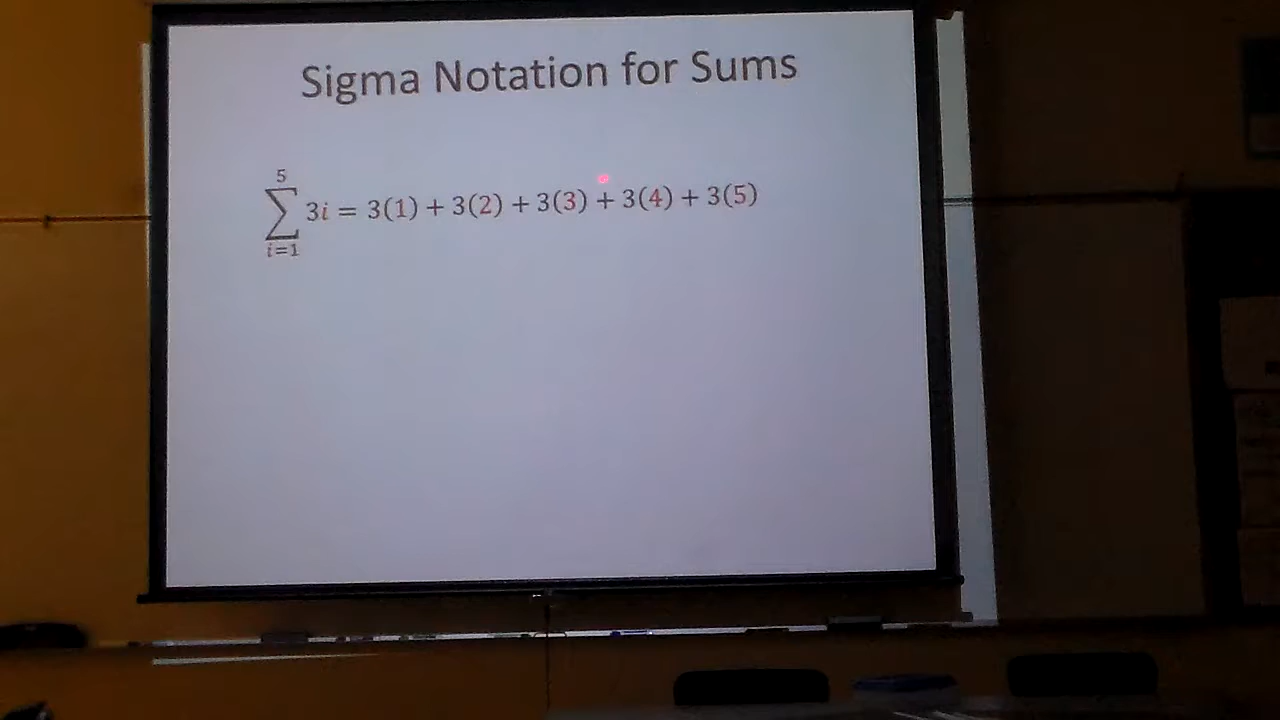 Sigma Notation for Sums
5
∑ 3i = 3(1) + 3(2) + 3(3) + 3(4) + 3(5)
i=1